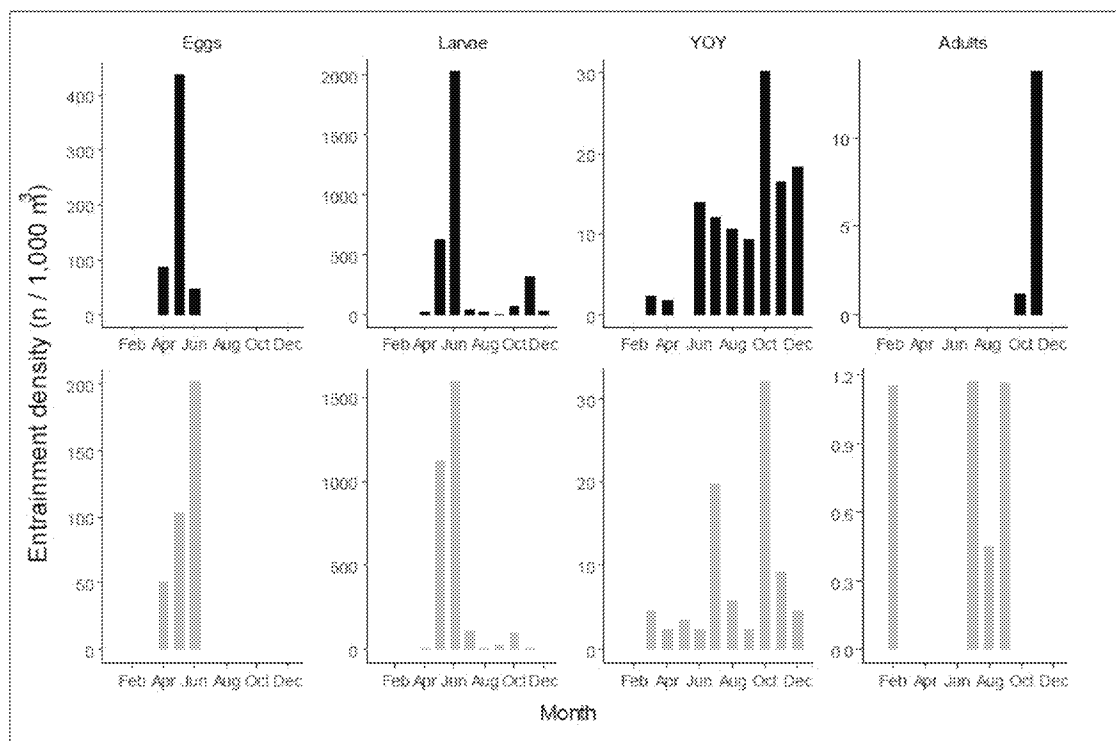 Eggs Larvae YOY Adults
Entrainment density (n / 1,000 m³)
400 2000 30 10
300 1500 20 5
200 1000 10 0
100 500 0
0 0
Feb Apr Jun Aug Oct Dec Feb Apr Jun Aug Oct Dec Feb Apr Jun Aug Oct Dec Feb Apr Jun Aug Oct Dec
200 1500 30 1.2
150 1000 20 0.9
100 500 10 0.6
50 0 0 0.3
0 0.0
Feb Apr Jun Aug Oct Dec Feb Apr Jun Aug Oct Dec Feb Apr Jun Aug Oct Dec Feb Apr Jun Aug Oct Dec
Month